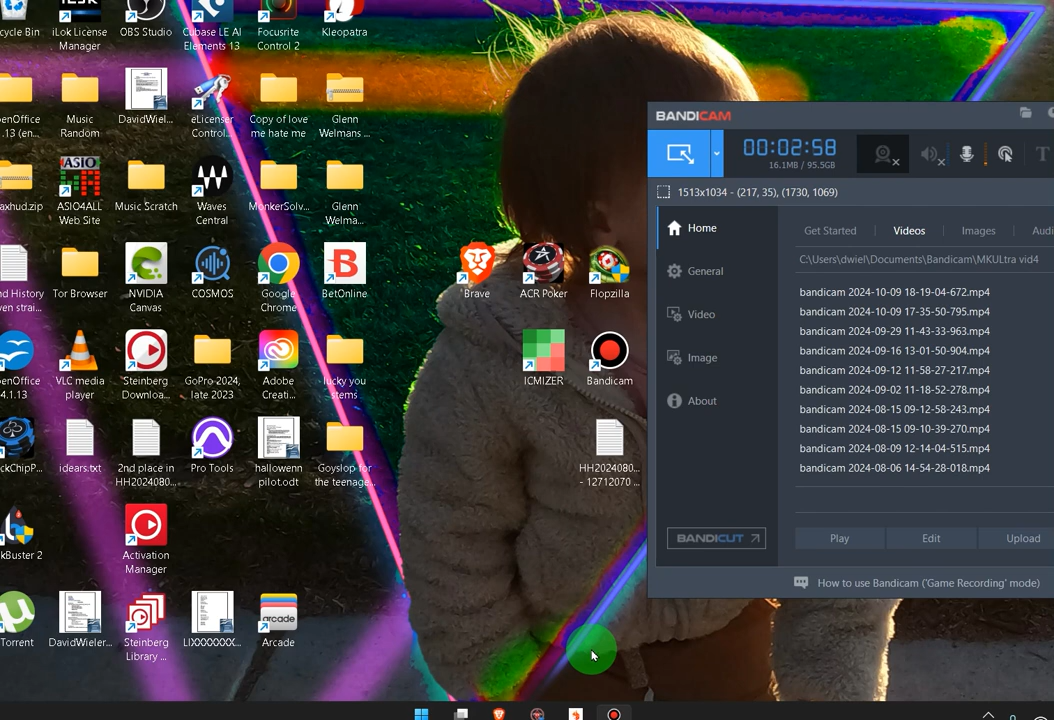 cycle Bin
iLok License
Manager
OBS Studio
Cubase LE AI
Elements 13
Focusrite
Control 2
Kleopatra
penOffice
.13 (en...
Music
Random
DavidWiel...
eLicenser
Control...
Copy of love
me hate me
Glenn
Welmans ...
axhud.zip
ASIO
ASIO4ALL
Web Site
Music Scratch
Waves
Central
MonkerSolv...
Glenn
Welma...
nd History
ven strai...
Tor Browser
NVIDIA
Canvas
COSMOS
Google
Chrome
B
BetOnline
Brave
ACR Poker
Flopzilla
penOffice
4.1.13
VLC media
player
Steinberg
Downloa...
GoPro 2024,
late 2023
Adobe
Creati...
lucky you
stems
ICMIZER
Bandicam
ckChipP...
idears.txt
2nd place in
HH2024080...
Pro Tools
hallowenn
pilot.odt
Goyslop for
the teenage...
HH2024080...
- 12712070 ...
ckBuster 2
Activation
Manager
Torrent
DavidWieler...
Steinberg
Library ...
LIXXXXXXX...
arcade
Arcade
BANDICAM
00:02:58
16.1MB / 95.5GB
T
1513x1034 - (217, 35), (1730, 1069)
Home
General
Video
Image
About
BANDICUT
Get Started Videos Images Audi
C:\Users\dwiel\Documents\Bandicam\MKULtra vid4
bandicam 2024-10-09 18-19-04-672.mp4
bandicam 2024-10-09 17-35-50-795.mp4
bandicam 2024-09-29 11-43-33-963.mp4
bandicam 2024-09-16 13-01-50-904.mp4
bandicam 2024-09-12 11-58-27-217.mp4
bandicam 2024-09-02 11-18-52-278.mp4
bandicam 2024-08-15 09-12-58-243.mp4
bandicam 2024-08-15 09-10-39-270.mp4
bandicam 2024-08-09 12-14-04-515.mp4
bandicam 2024-08-06 14-54-28-018.mp4
Play Edit Upload
How to use Bandicam ('Game Recording' mode)